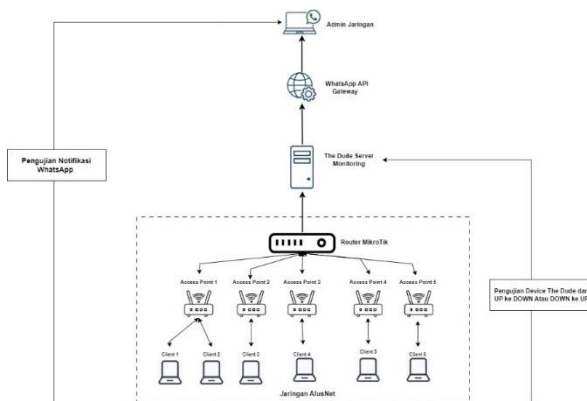 Admin Jaringan
WhatsApp API
Gateway
Pengujian Notifikasi
WhatsApp
The Dude Server
Monitoring
Router MikroTik
Access Point 1
Access Point 2
Access Point 3
Access Point 4
Access Point 5
Pengujian Device The Dude dari
UP ke DOWN Atau DOWN ke UP
Client 1
Client 2
Client 3
Client 4
Client 5
Client 6
Jaringan AlusNet